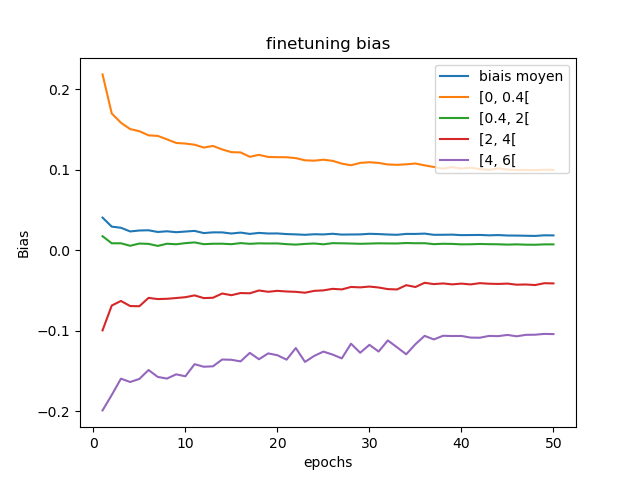 finetuning bias
biais moyen
[0, 0.4[
[0.4, 2[
[2, 4[
[4, 6[
Bias
0.2
0.1
0.0
−0.1
−0.2
0 10 20 30 40 50
epochs